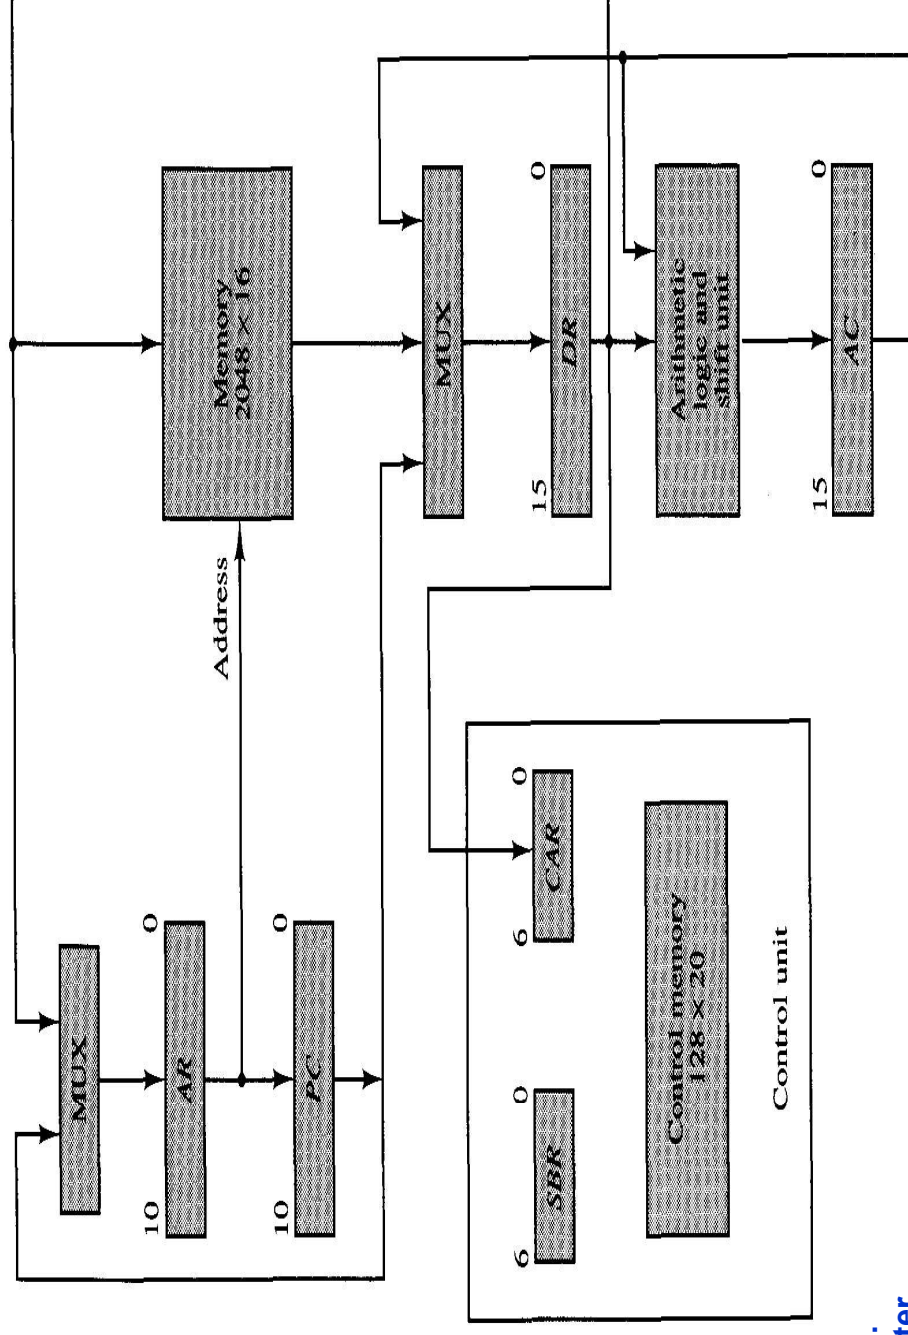 MUX
10
0
AR
10
0
PC
Address
Memory
2048 × 16
MUX
15
0
DR
Arithmetic
logic and
shift unit
15
0
AC
6
0
SBR
6
0
CAR
Control memory
128 × 20
Control unit